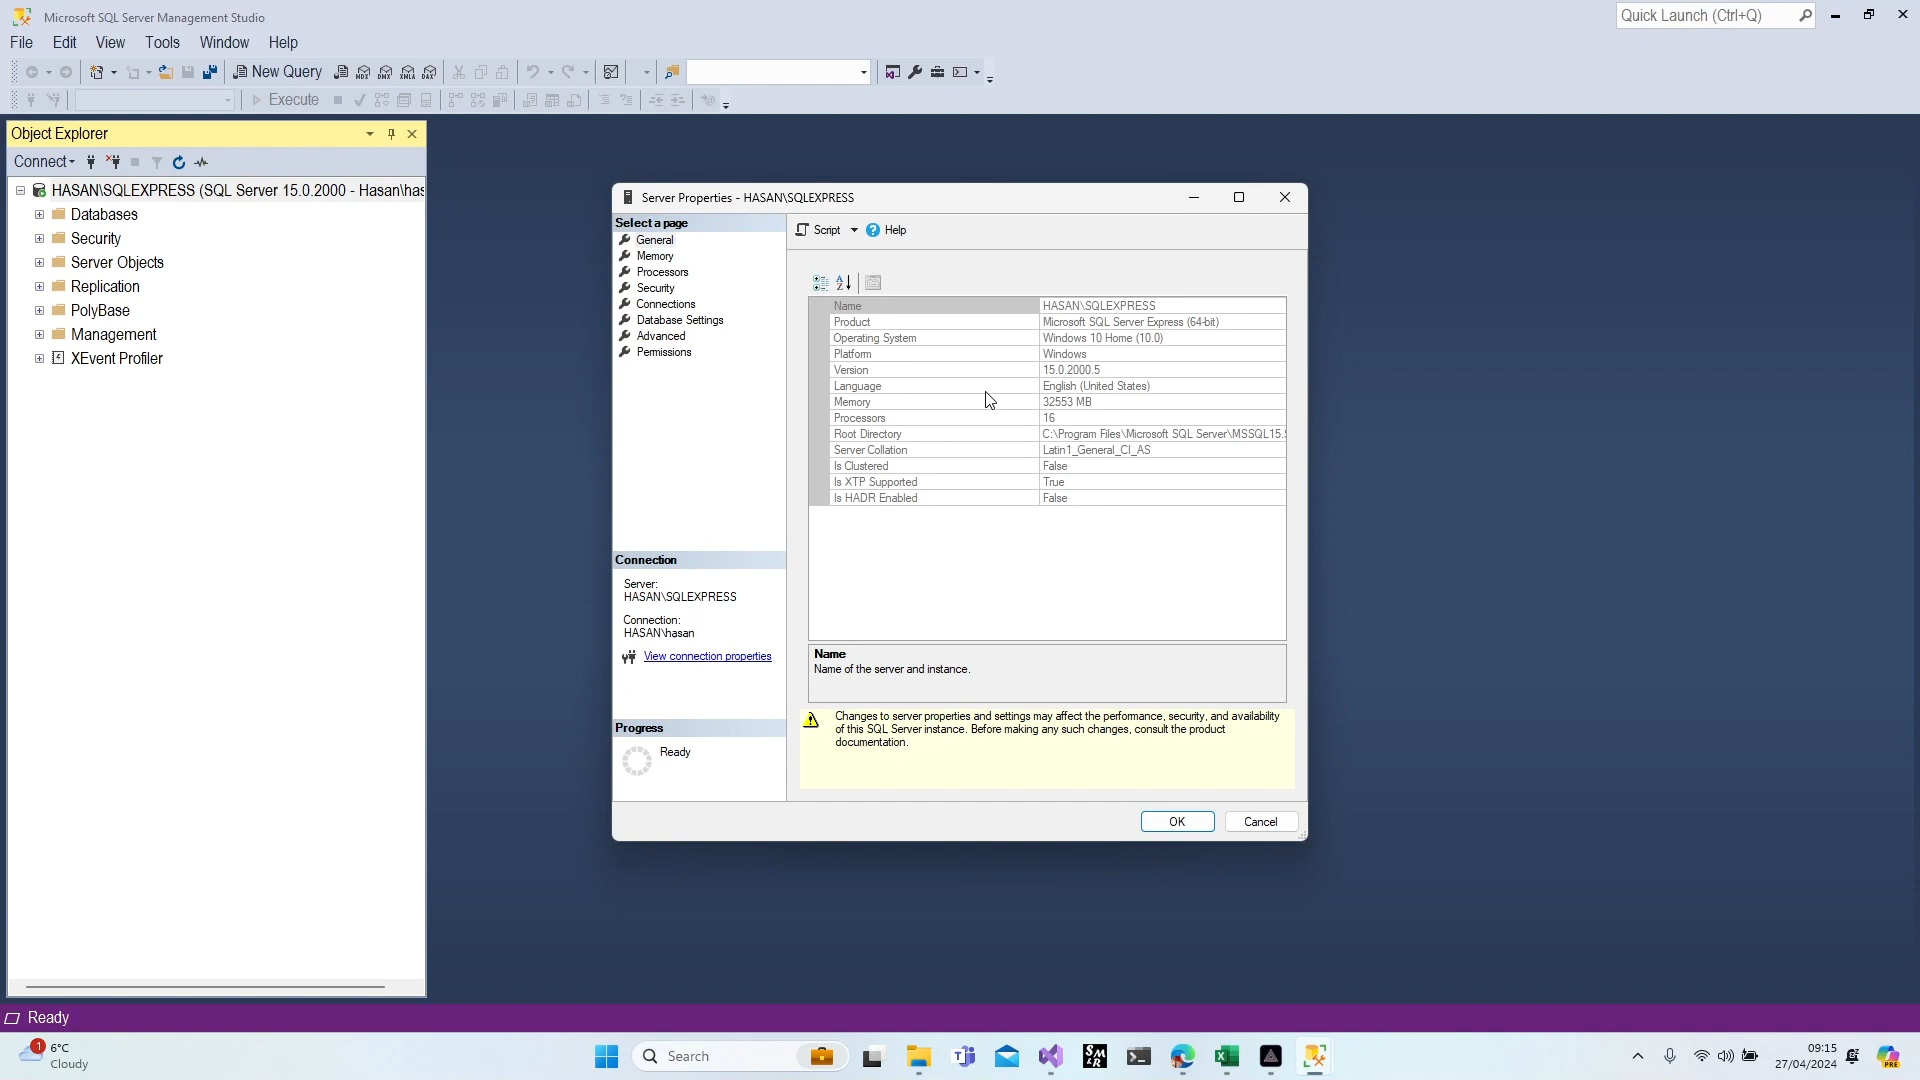 Microsoft SQL Server Management Studio
Quick Launch (Ctrl+Q)
File Edit View Tools Window Help
New Query MDX DMX XMLA DAX
Execute
Object Explorer
Connect
HASAN\SQLEXPRESS (SQL Server 15.0.2000 - Hasan\has
Databases
Security
Server Objects
Replication
PolyBase
Management
XEvent Profiler
Server Properties - HASAN\SQLEXPRESS
Select a page
General
Memory
Processors
Security
Connections
Database Settings
Advanced
Permissions
Connection
Server:
HASAN\SQLEXPRESS
Connection:
HASAN\hasan
View connection properties
Progress
Ready
Script Help
Name HASAN\SQLEXPRESS
Product Microsoft SQL Server Express (64-bit)
Operating System Windows 10 Home (10.0)
Platform Windows
Version 15.0.2000.5
Language English (United States)
Memory 32553 MB
Processors 16
Root Directory C:\Program Files\Microsoft SQL Server\MSSQL15.
Server Collation Latin1_General_CI_AS
Is Clustered False
Is XTP Supported True
Is HADR Enabled False
Name
Name of the server and instance.
Changes to server properties and settings may affect the performance, security, and availability
of this SQL Server instance. Before making any such changes, consult the product
documentation.
OK Cancel
Ready
1
6°C
Cloudy
Search
SMR
PRE
09:15
27/04/2024